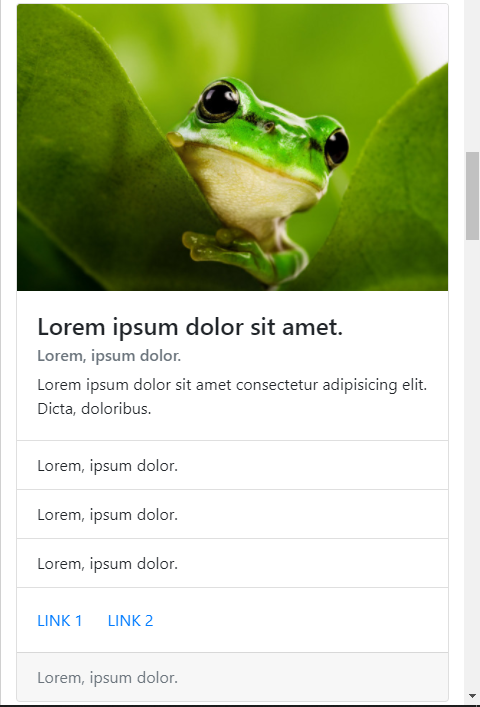 Lorem ipsum dolor sit amet.
Lorem, ipsum dolor.
Lorem ipsum dolor sit amet consectetur adipisicing elit.
Dicta, doloribus.
Lorem, ipsum dolor.
Lorem, ipsum dolor.
Lorem, ipsum dolor.
LINK 1 LINK 2
Lorem, ipsum dolor.